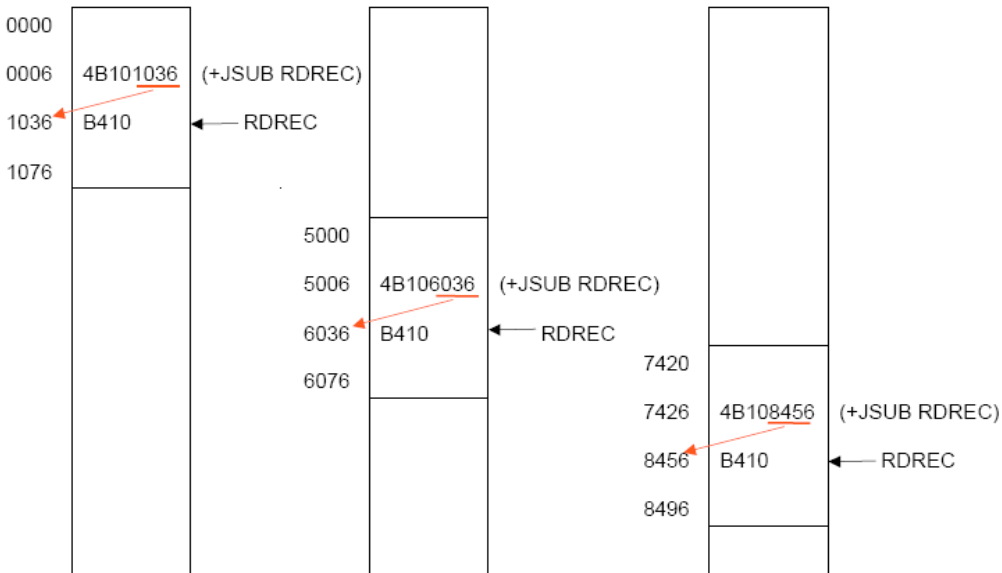 0000
0006 4B101036 (+JSUB RDREC)
1036 B410 RDREC
1076
5000
5006 4B106036 (+JSUB RDREC)
6036 B410 RDREC
6076
7420
7426 4B108456 (+JSUB RDREC)
8456 B410 RDREC
8496